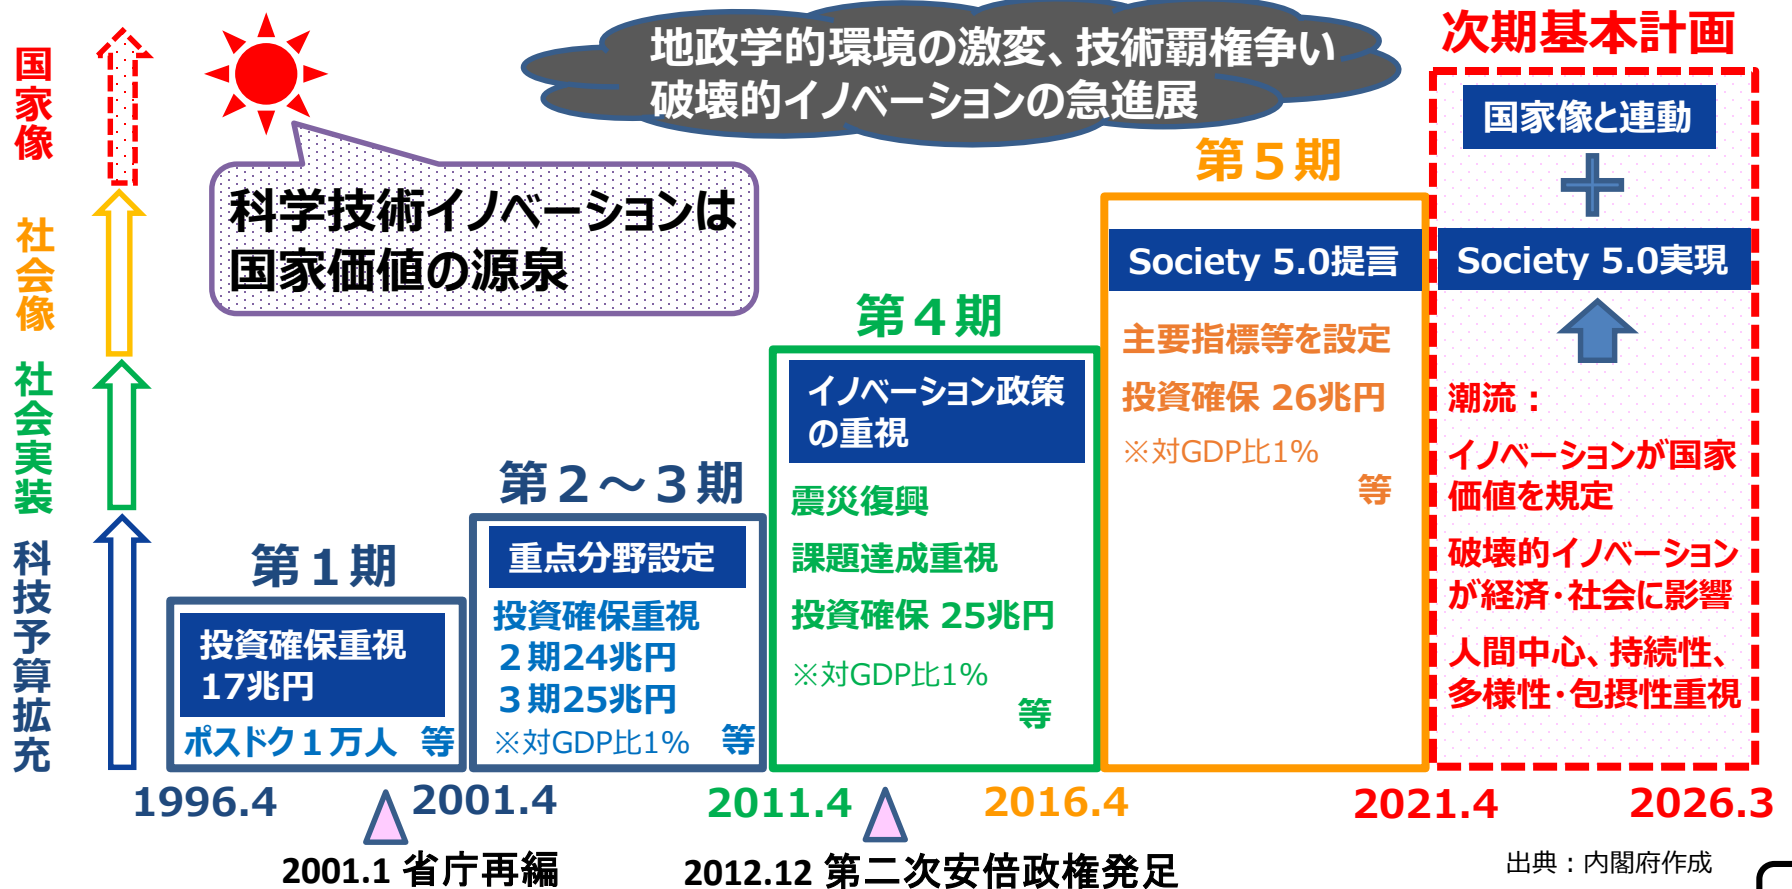 国家像
社会像
社会実装
科技予算拡充
地政学的環境の激変、技術覇権争い
破壊的イノベーションの急進展
科学技術イノベーションは
国家価値の源泉
第1期
投資確保重視
17兆円
ポスドク1万人 等
第2～3期
重点分野設定
投資確保重視
2期24兆円
3期25兆円
※対GDP比1% 等
第4期
イノベーション政策
の重視
震災復興
課題達成重視
投資確保 25兆円
※対GDP比1%
等
第5期
Society 5.0提言
主要指標等を設定
投資確保 26兆円
※対GDP比1%
等
次期基本計画
国家像と連動
Society 5.0実現
潮流：
イノベーションが国家
価値を規定
破壊的イノベーション
が経済・社会に影響
人間中心、持続性、
多様性・包摂性重視
1996.4
2001.4
2011.4
2016.4
2021.4
2026.3
2001.1 省庁再編
2012.12 第二次安倍政権発足
出典：内閣府作成